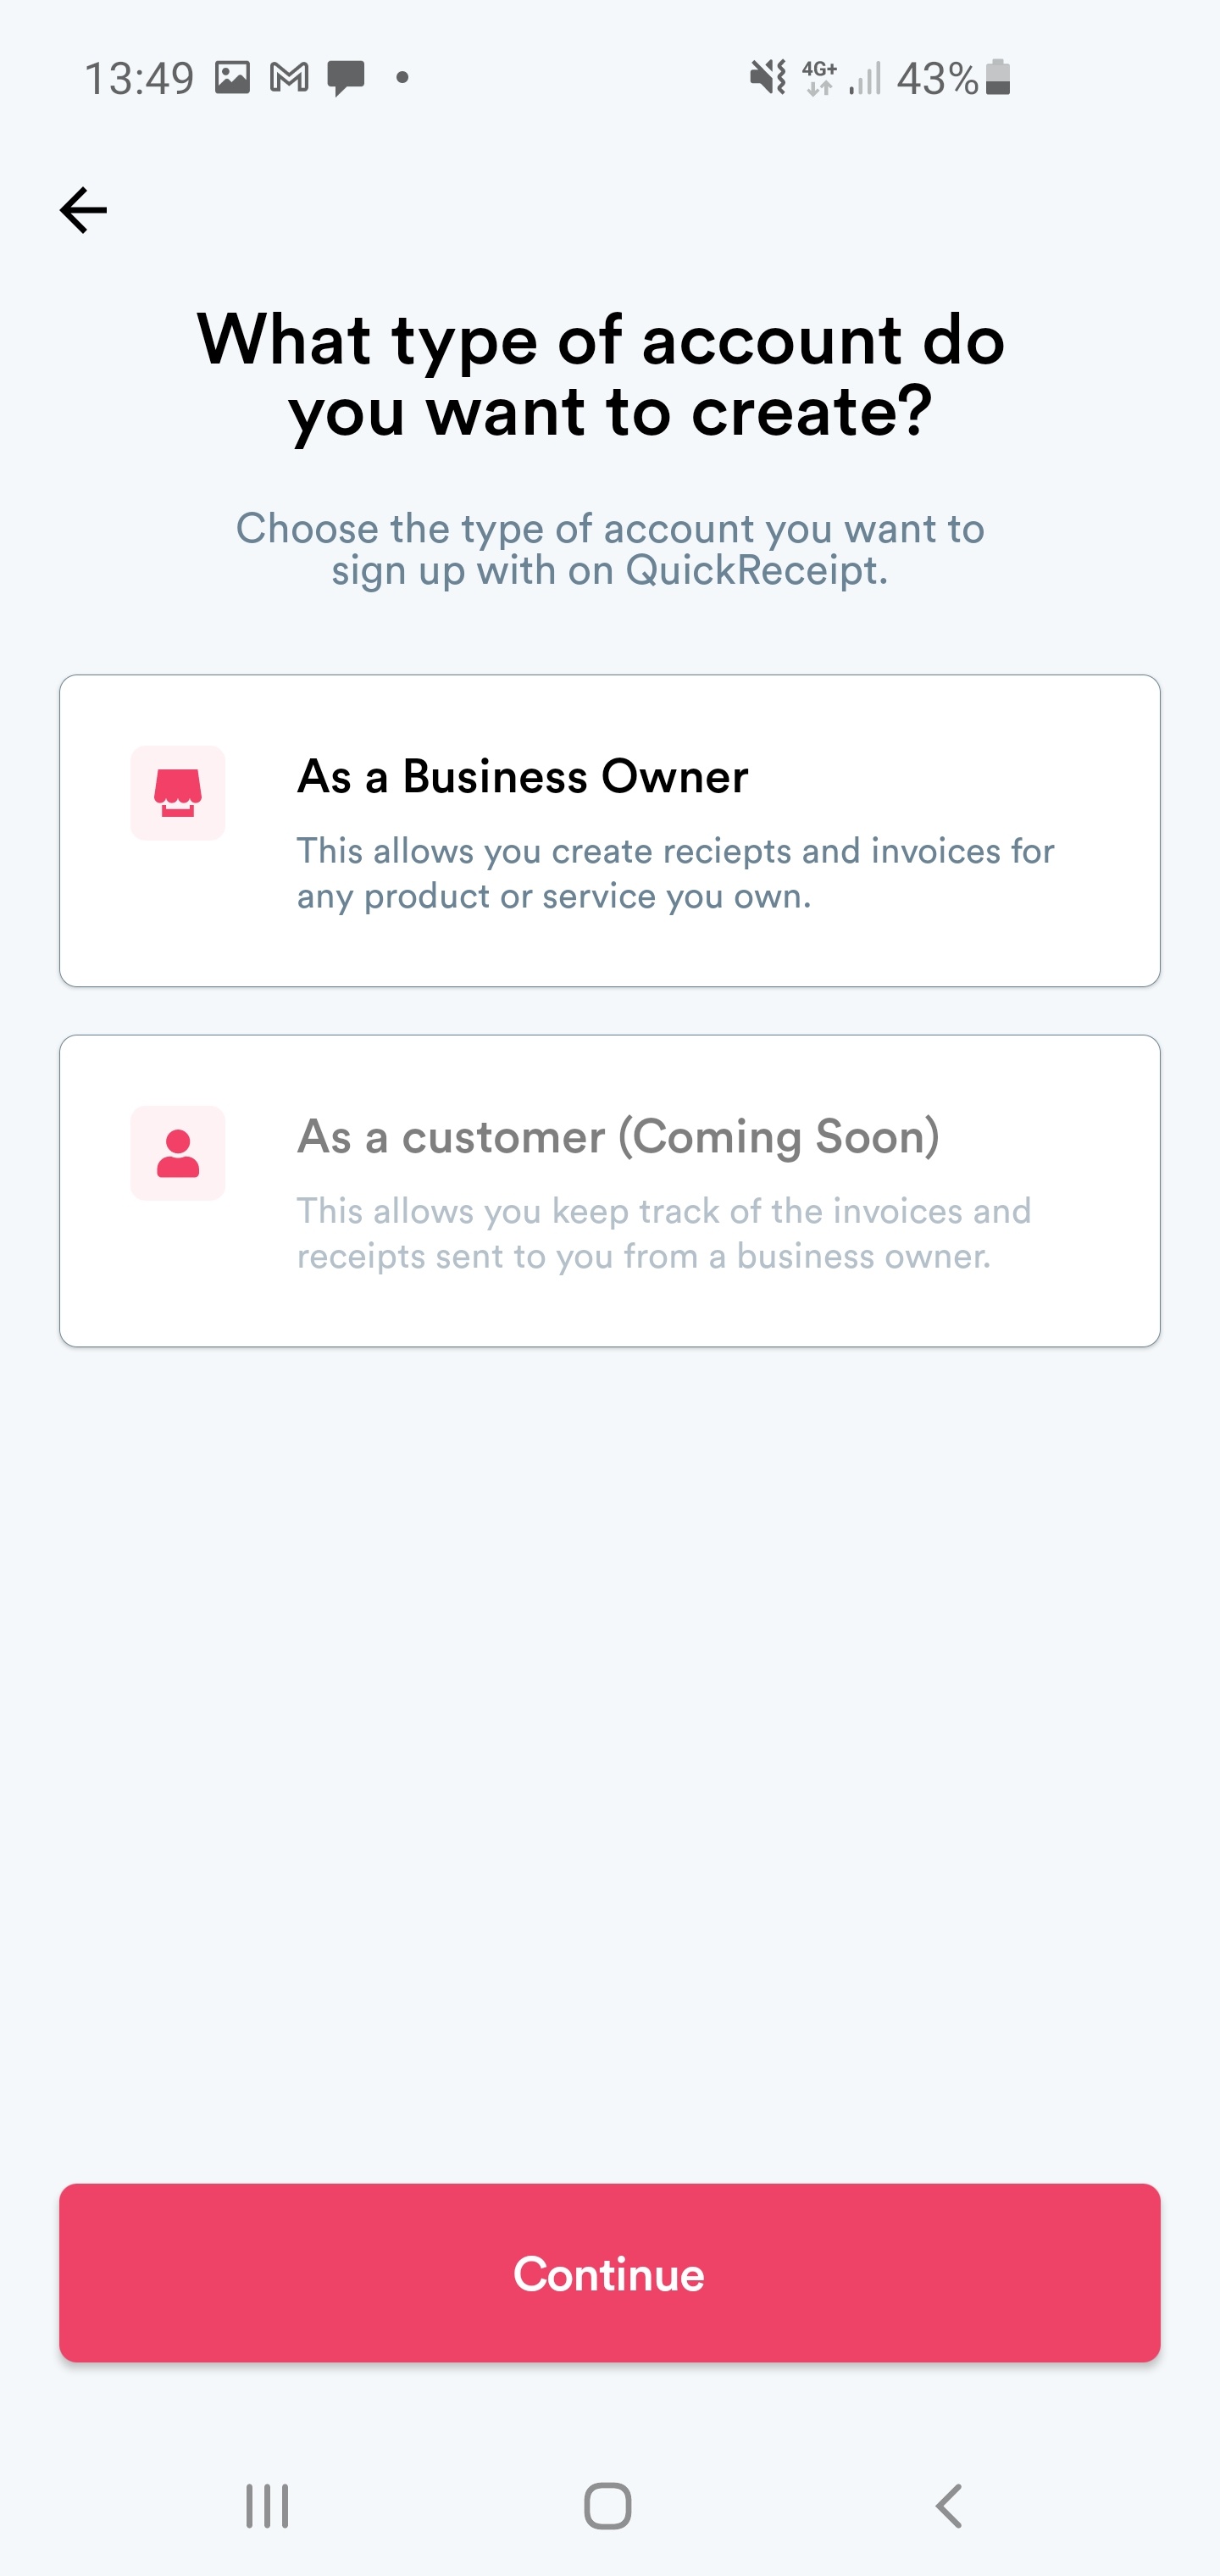 13:49
4G+
43%
What type of account do
you want to create?
Choose the type of account you want to
sign up with on QuickReceipt.
As a Business Owner
This allows you create reciepts and invoices for
any product or service you own.
As a customer (Coming Soon)
This allows you keep track of the invoices and
receipts sent to you from a business owner.
Continue